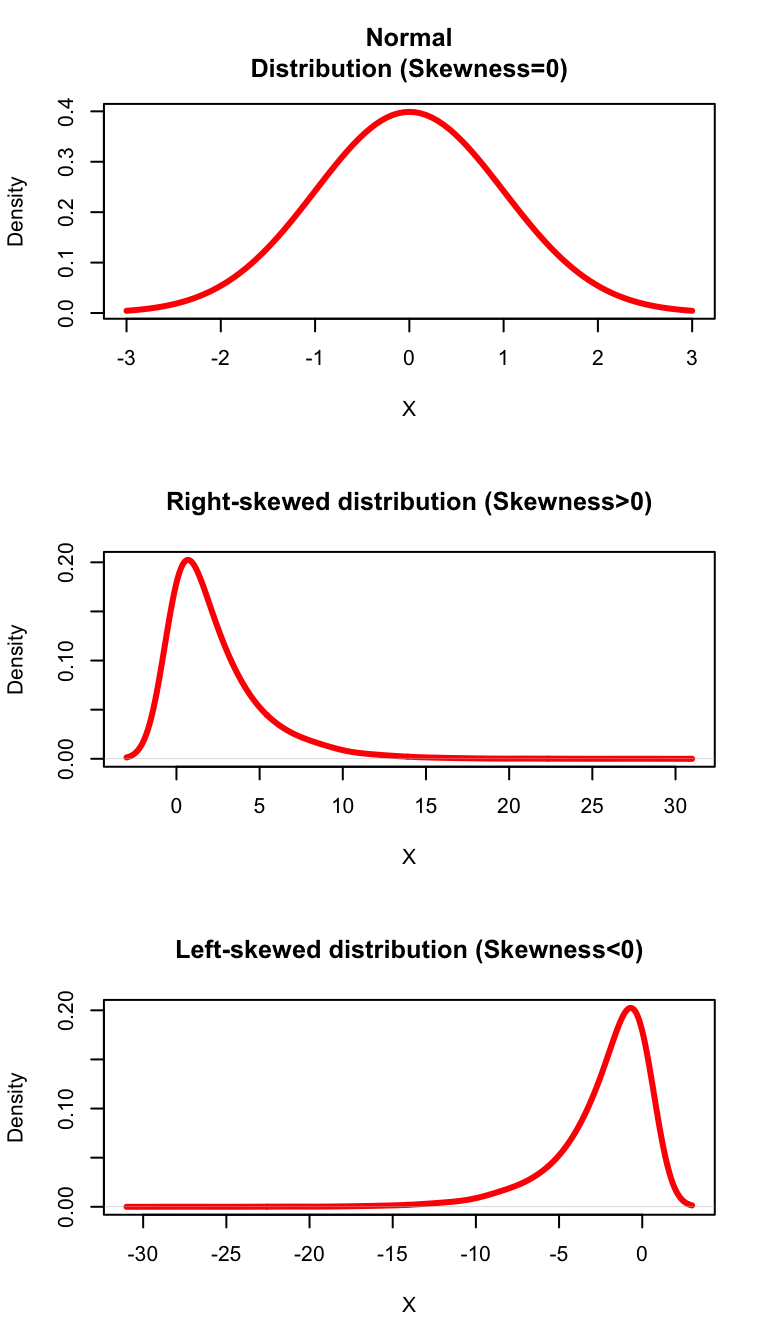 Normal
Distribution (Skewness=0)
Density
0.0 0.1 0.2 0.3 0.4
-3 -2 -1 0 1 2 3
X
Right-skewed distribution (Skewness>0)
Density
0.00 0.10 0.20
0 5 10 15 20 25 30
X
Left-skewed distribution (Skewness<0)
Density
0.00 0.10 0.20
-30 -25 -20 -15 -10 -5 0
X